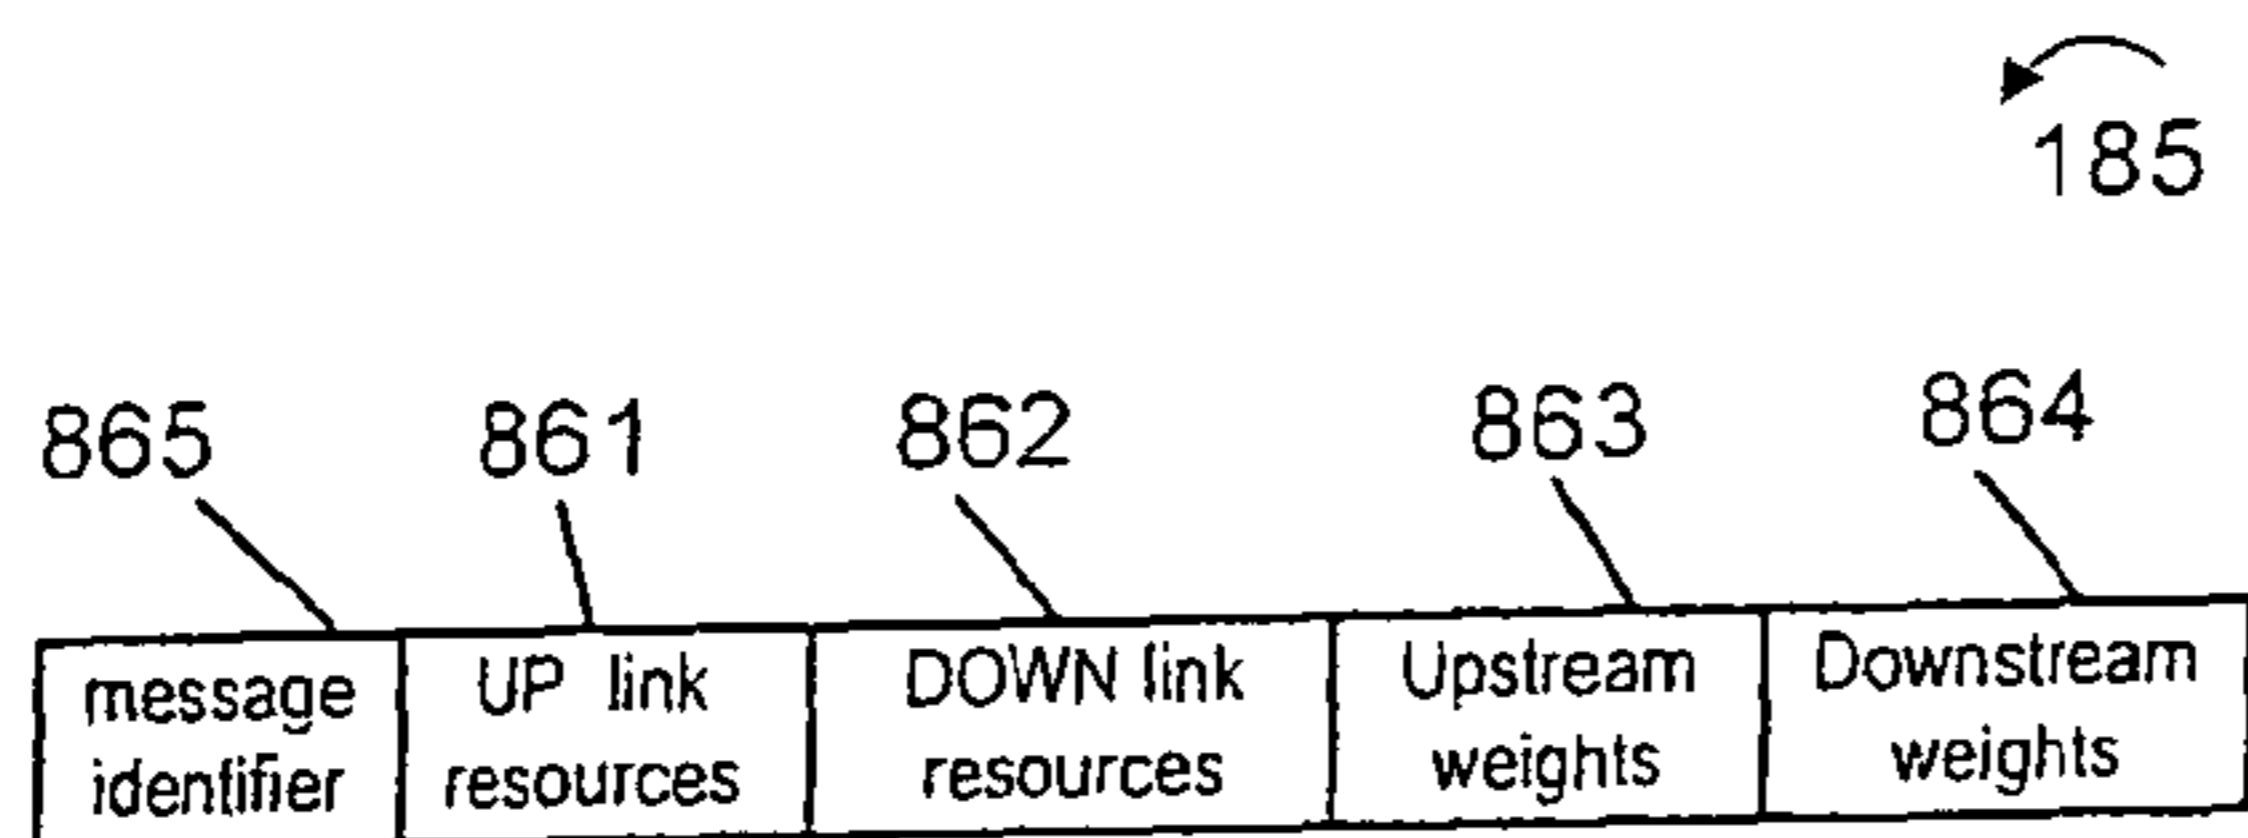 185
865 861 862 863 864
message identifier
UP link resources
DOWN link resources
Upstream weights
Downstream weights